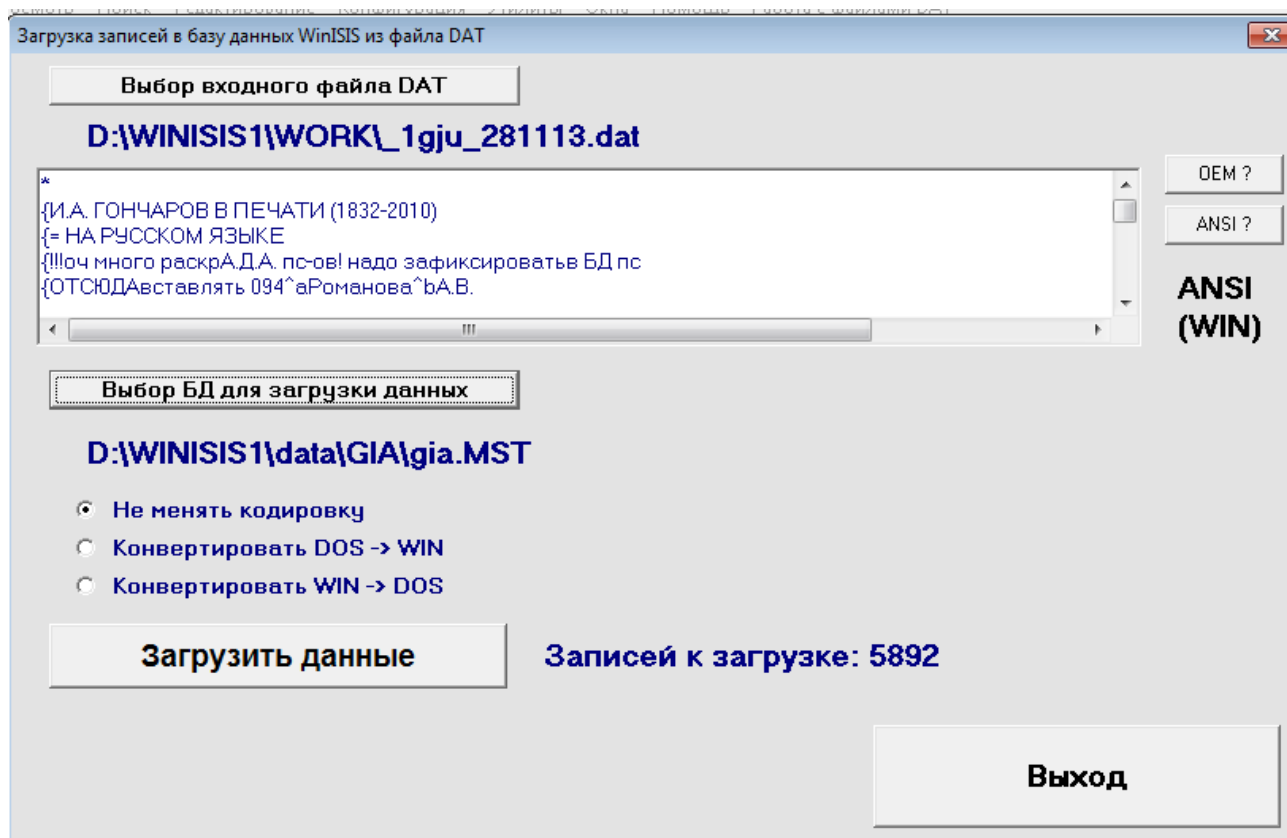 Загрузка записей в базу данных WinISIS из файла DAT
Выбор входного файла DAT
D:\WINISIS1\WORK\_1gju_281113.dat
*
{И.А. ГОНЧАРОВ В ПЕЧАТИ (1832-2010)
{= НА РУССКОМ ЯЗЫКЕ
{!!!оч много раскрА.Д.А. пс-ов! надо зафиксироватьв БД пс
{ОТСЮДАвставлять 094^aРоманова^bА.В.
OEM ?
ANSI ?
ANSI
(WIN)
Выбор БД для загрузки данных
D:\WINISIS1\data\GIA\gia.MST
Не менять кодировку
Конвертировать DOS -> WIN
Конвертировать WIN -> DOS
Загрузить данные
Записей к загрузке: 5892
Выход